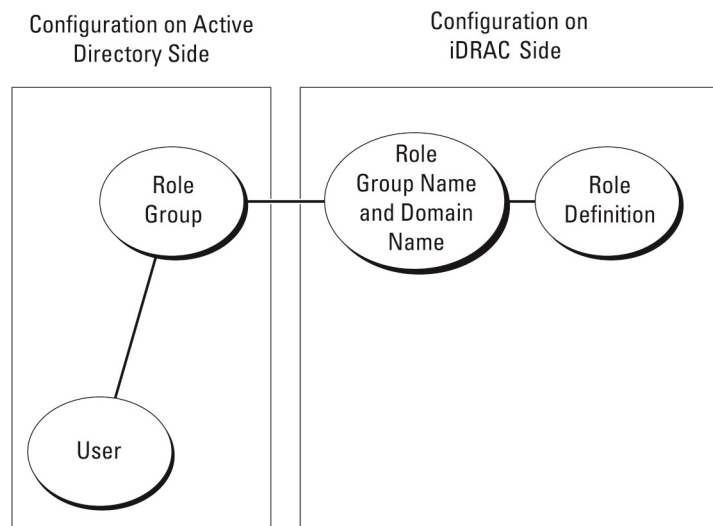 Configuration on Active
Directory Side
Configuration on
iDRAC Side
Role
Group
Role
Group Name
and Domain
Name
Role
Definition
User